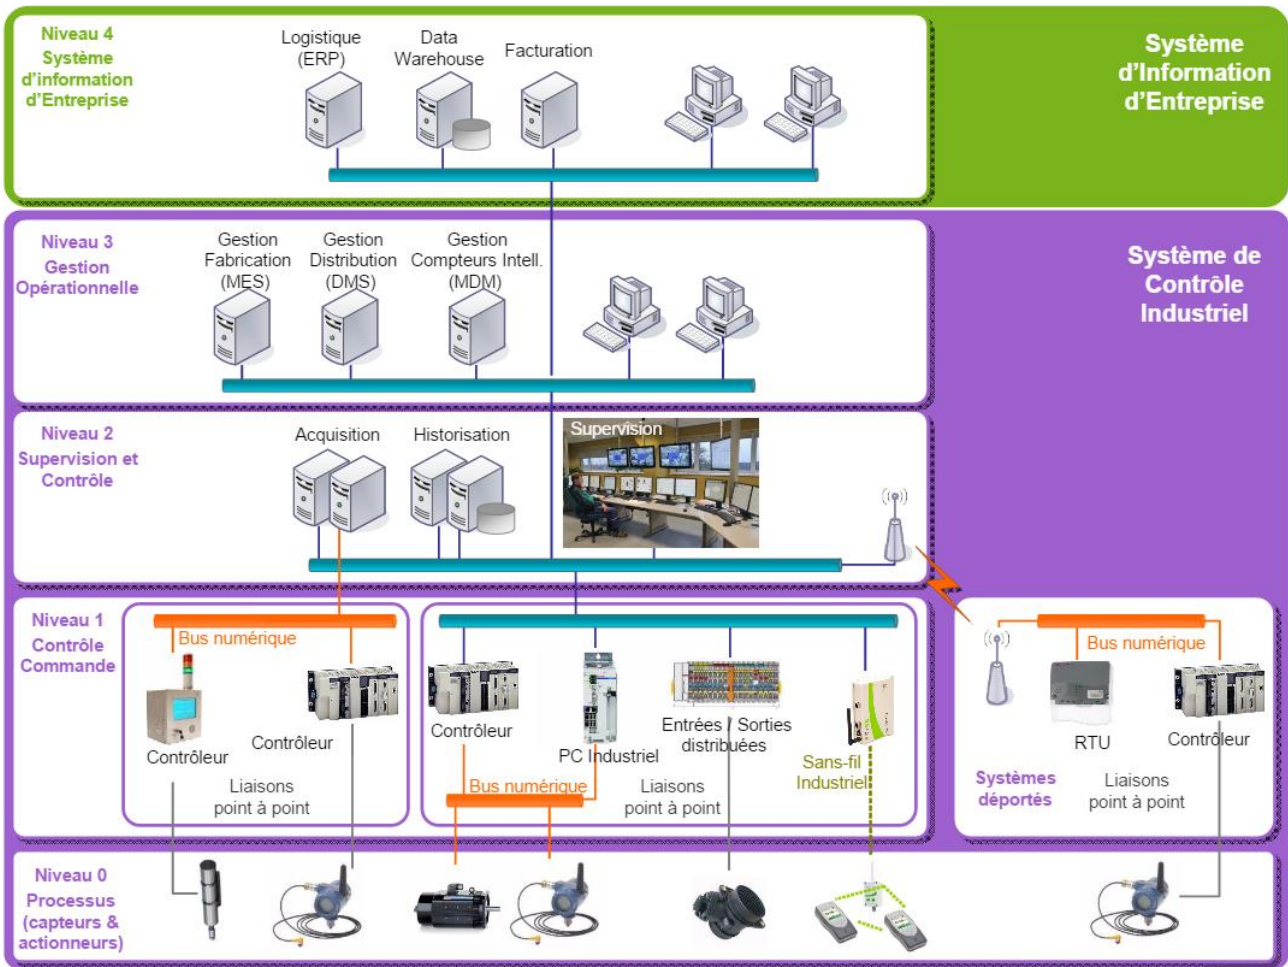 Niveau 4
Système
d'information
d'Entreprise
Logistique
(ERP)
Data
Warehouse
Facturation
Système
d'Information
d'Entreprise
Niveau 3
Gestion
Opérationnelle
Gestion
Fabrication
(MES)
Gestion
Distribution
(DMS)
Gestion
Compteurs Intell.
(MDM)
Système de
Contrôle
Industriel
Niveau 2
Supervision et
Contrôle
Acquisition
Historisation
Supervision
Niveau 1
Contrôle
Commande
Bus numérique
Contrôleur
Contrôleur
Liaisons
point à point
Contrôleur
PC Industriel
Entrées / Sorties
distribuées
Sans-fil
Industriel
Bus numérique
Liaisons
point à point
Bus numérique
RTU
Contrôleur
Systèmes
déportés
Liaisons
point à point
Niveau 0
Processus
(capteurs &
actionneurs)